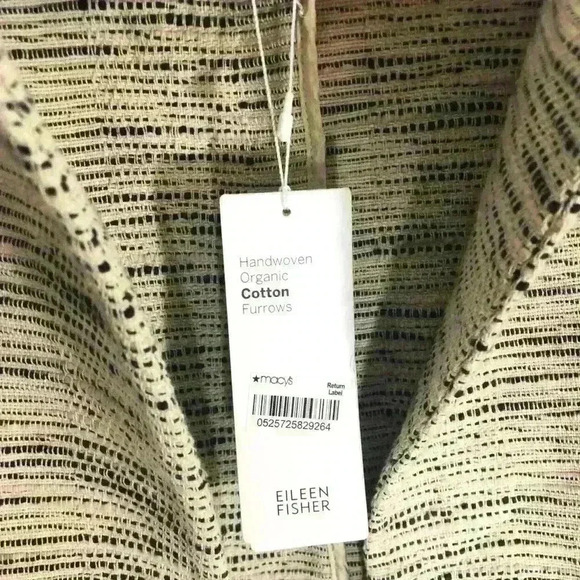 Handwoven
Organic
Cotton
Furrows
★macy's
Return
Label
0525725829264
EILEEN
FISHER